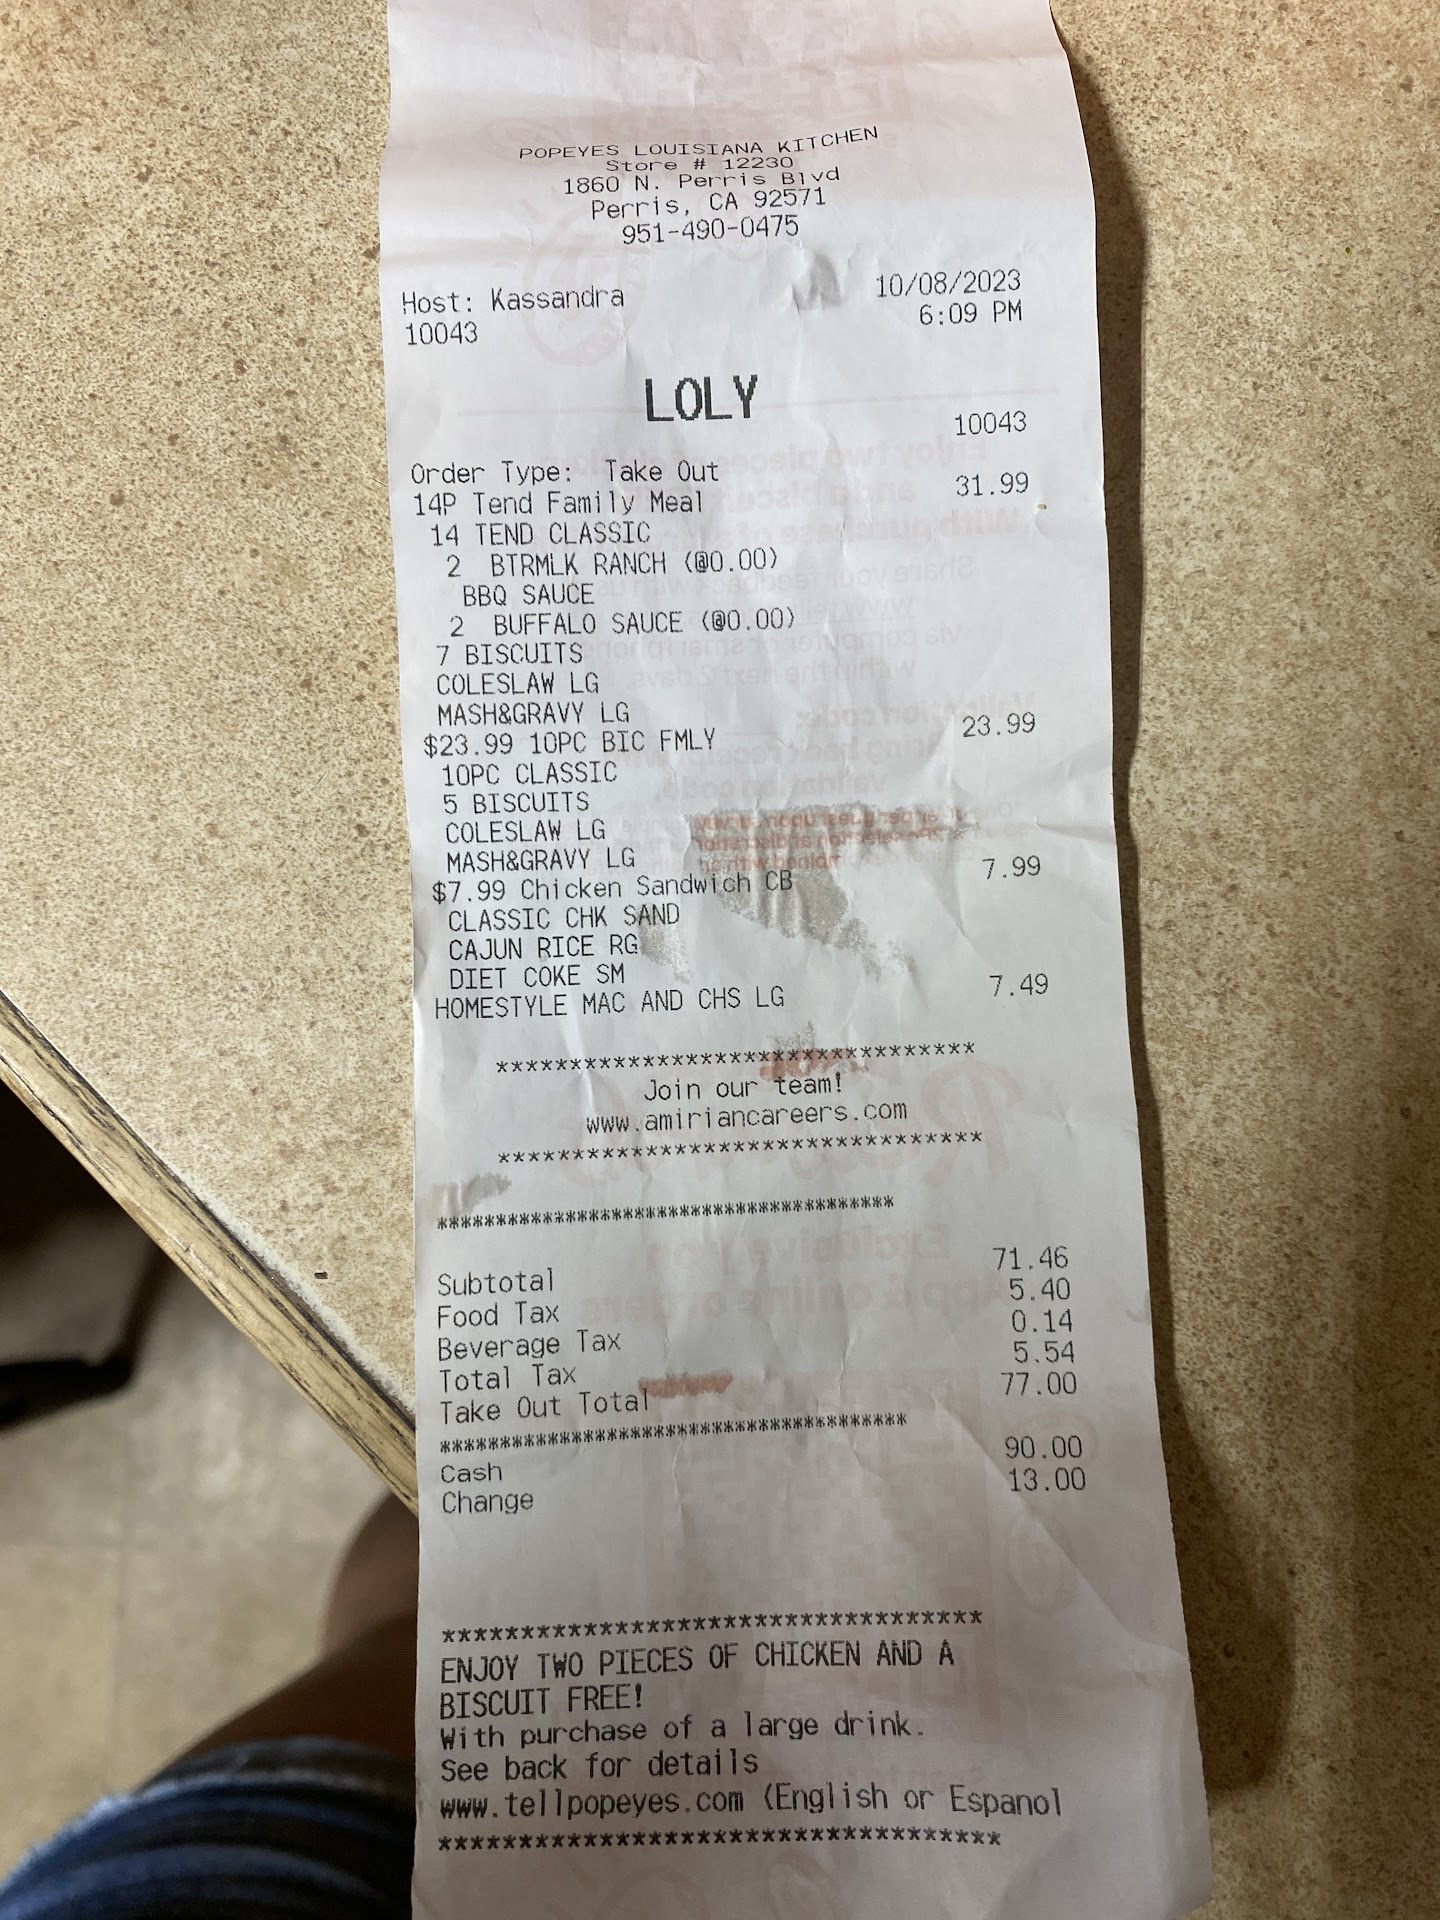 POPEYES LOUISIANA KITCHEN
Store # 12230
1860 N. Perris Blvd
Perris, CA 92571
951-490-0475
Host: Kassandra 10/08/2023
10043 6:09 PM
LOLY
10043
Order Type: Take Out
14P Tend Family Meal 31.99
14 TEND CLASSIC
2 BTRMLK RANCH (@0.00)
BBQ SAUCE
2 BUFFALO SAUCE (@0.00)
7 BISCUITS
COLESLAW LG
MASH&GRAVY LG
$23.99 10PC BIC FMLY 23.99
10PC CLASSIC
5 BISCUITS
COLESLAW LG
MASH&GRAVY LG
$7.99 Chicken Sandwich CB 7.99
CLASSIC CHK SAND
CAJUN RICE RG
DIET COKE SM
HOMESTYLE MAC AND CHS LG 7.49
*********************************
Join our team!
www.amiriancareers.com
*********************************
***************************************
Subtotal 71.46
Food Tax 5.40
Beverage Tax 0.14
Total Tax 5.54
Take Out Total 77.00
***************************************
Cash 90.00
Change 13.00
***********************************
ENJOY TWO PIECES OF CHICKEN AND A
BISCUIT FREE!
With purchase of a large drink.
See back for details
www.tellpopeyes.com (English or Espanol
***********************************